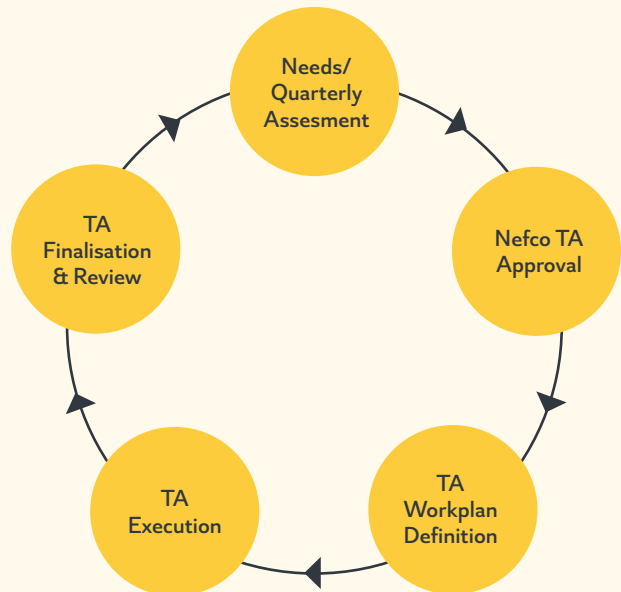 Needs/
Quarterly
Assesment
Nefco TA
Approval
TA
Workplan
Definition
TA
Execution
TA
Finalisation
& Review